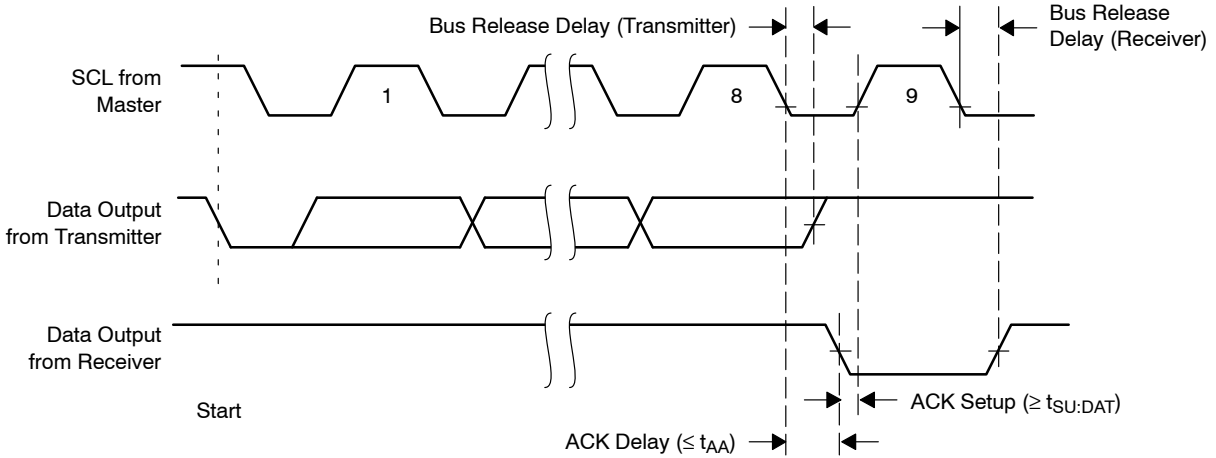 Bus Release Delay (Transmitter)
Bus Release
Delay (Receiver)
SCL from
Master
1
8
9
Data Output
from Transmitter
Data Output
from Receiver
Start
ACK Setup (≥ tSU:DAT)
ACK Delay (≤ tAA)